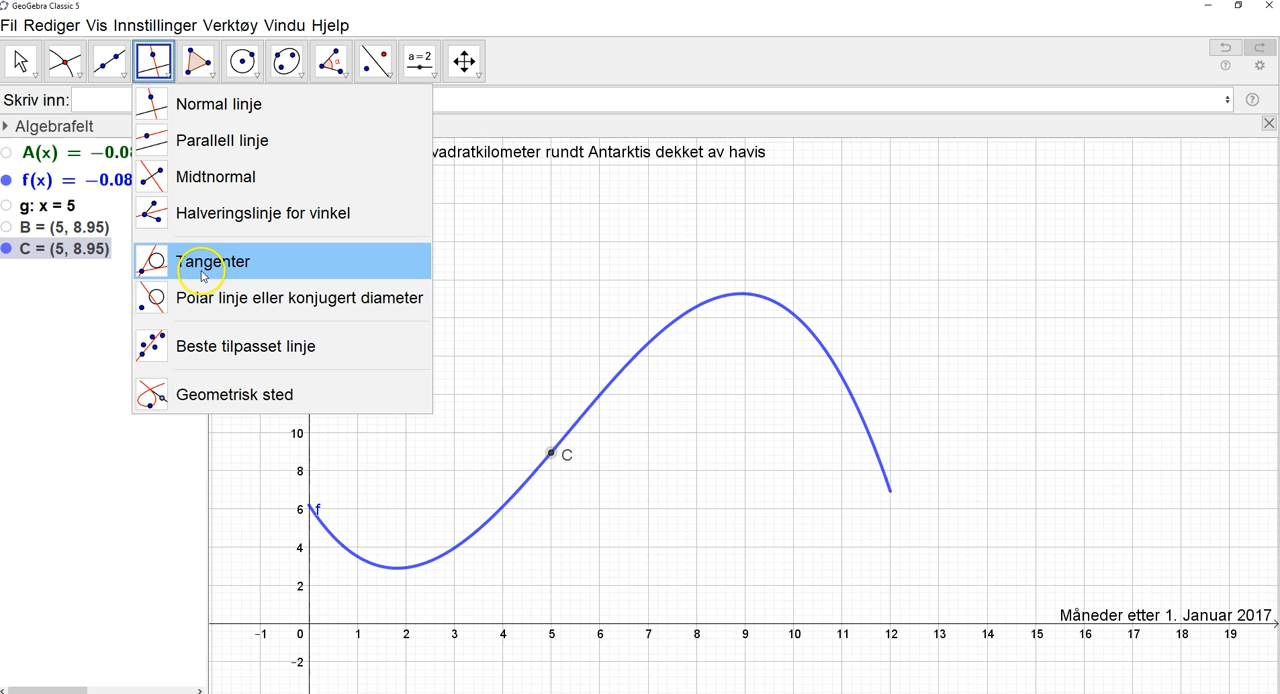 GeoGebra Classic 5
Fil Rediger Vis Innstillinger Verktøy Vindu Hjelp
α
a=2
Skriv inn:
Normal linje
Algebrafelt
Parallell linje
A(x) = −0.08
vadratkilometer rundt Antarktis dekket av havis
f(x) = −0.08
Midtnormal
g: x = 5
Halveringslinje for vinkel
B = (5, 8.95)
C = (5, 8.95)
Tangenter
Polar linje eller konjugert diameter
Beste tilpasset linje
Geometrisk sted
10
C
8
6
f
4
2
Måneder etter 1. Januar 2017
−1 0 1 2 3 4 5 6 7 8 9 10 11 12 13 14 15 16 17 18 19
−2